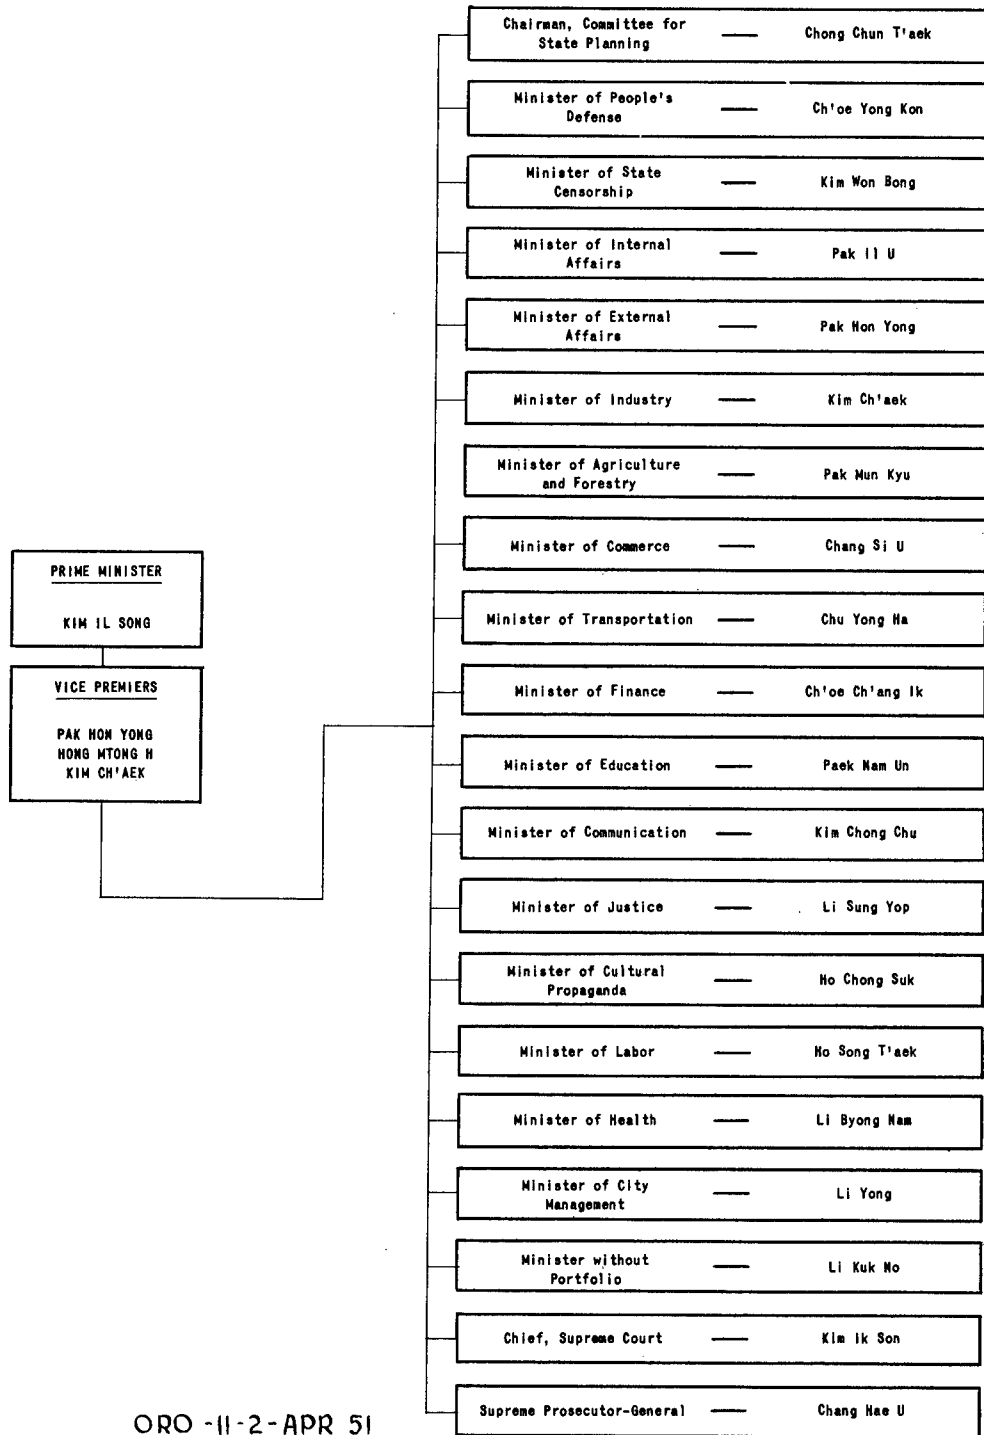 Chairman, Committee for
State Planning — Chong Chun T'aek
Minister of People's
Defense — Ch'oe Yong Kon
Minister of State
Censorship — Kim Won Bong
Minister of Internal
Affairs — Pak Il U
Minister of External
Affairs — Pak Hon Yong
Minister of Industry — Kim Ch'aek
Minister of Agriculture
and Forestry — Pak Mun Kyu
Minister of Commerce — Chang Si U
PRIME MINISTER
KIM IL SONG
Minister of Transportation — Chu Yong Ha
VICE PREMIERS
PAK HON YONG
HONG MTONG H
KIM CH'AEK
Minister of Finance — Ch'oe Ch'ang Ik
Minister of Education — Paek Nam Un
Minister of Communication — Kim Chong Chu
Minister of Justice — Li Sung Yop
Minister of Cultural
Propaganda — Ho Chong Suk
Minister of Labor — Ho Song T'aek
Minister of Health — Li Byong Nam
Minister of City
Management — Li Yong
Minister without
Portfolio — Li Kuk No
Chief, Supreme Court — Kim Ik Son
Supreme Prosecutor-General — Chang Hae U
ORO -11-2-APR 51